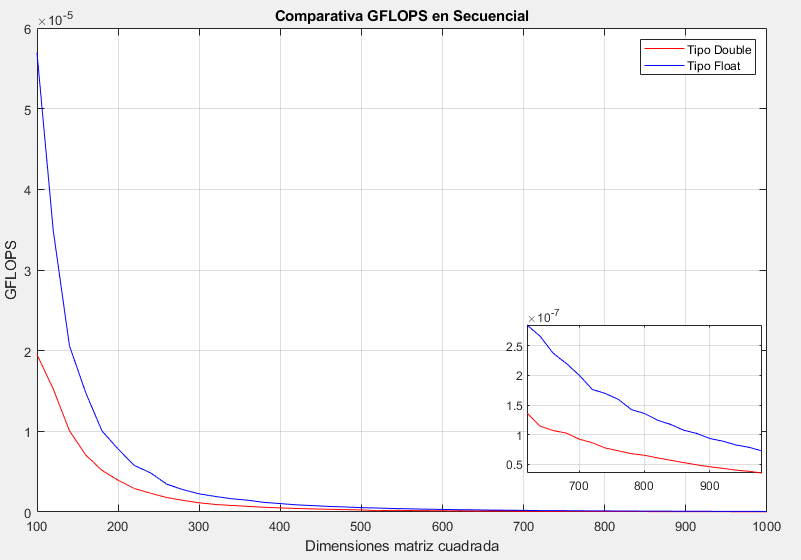 Comparativa GFLOPS en Secuencial
×10-5
6
5
4
3
2
1
0
GFLOPS
100 200 300 400 500 600 700 800 900 1000
Dimensiones matriz cuadrada
Tipo Double
Tipo Float
×10-7
2.5
2
1.5
1
0.5
700 800 900